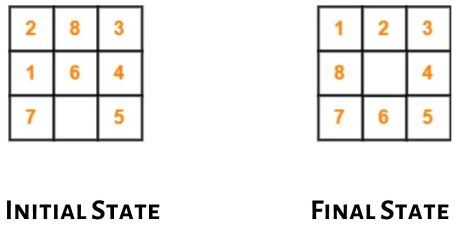 2 8 3 1 2 3
1 6 4 8 4
7 5 7 6 5
Initial State Final State